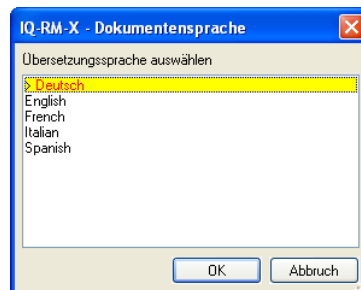 IQ-RM-X - Dokumentensprache
Übersetzungssprache auswählen
> Deutsch
English
French
Italian
Spanish
OK Abbruch